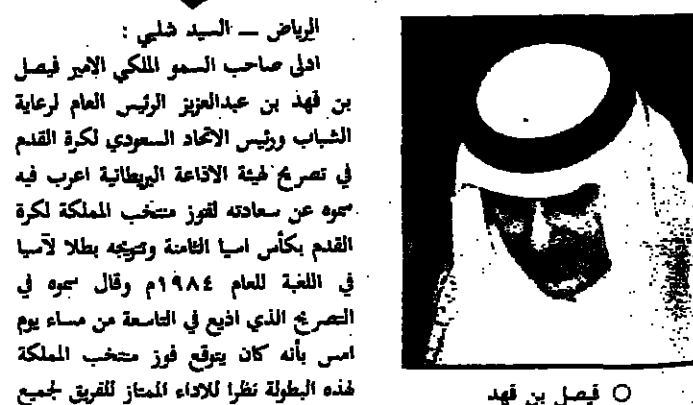 الرياض — السيد شلبي :
ادلى صاحب السمو الملكي الامير فيصل
بن فهد بن عبدالعزيز الرئيس العام لرعاية
الشباب ورئيس الاتحاد السعودي لكرة القدم
في تصريح لهيئة الاذاعة البريطانية اعرب فيه
سموه عن سعادته لفوز منتخب المملكة لكرة
القدم بكأس اسيا الثامنة وتتويجه بطلا لآسيا
في اللعبة للعام ١٩٨٤م وقال سموه في
التصريح الذي اذيع في التاسعة من مساء يوم
امس بأنه كان يتوقع فوز منتخب المملكة
لهذه البطولة نظرا للاداء الممتاز للفريق لجميع
○ فيصل بن فهد